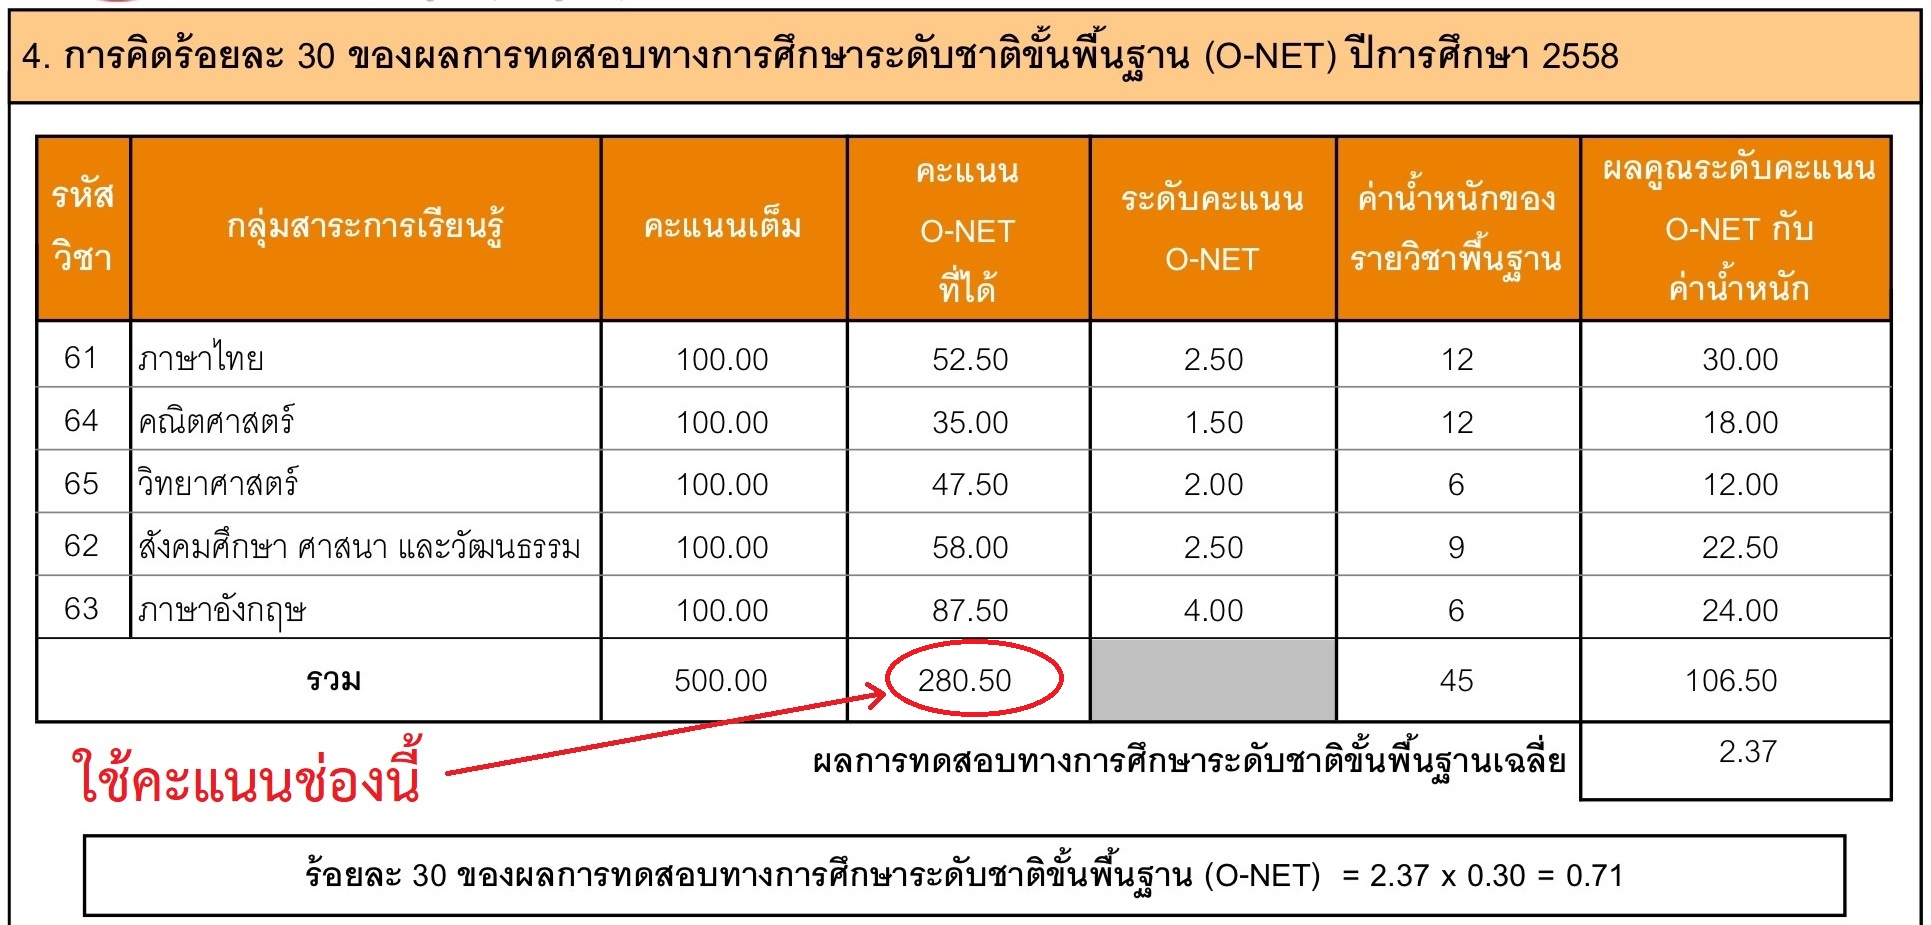 4. การคิดร้อยละ 30 ของผลการทดสอบทางการศึกษาระดับชาติขั้นพื้นฐาน (O-NET) ปีการศึกษา 2558
รหัสวิชา กลุ่มสาระการเรียนรู้ คะแนนเต็ม คะแนน O-NET ที่ได้ ระดับคะแนน O-NET ค่าน้ำหนักของรายวิชาพื้นฐาน ผลคูณระดับคะแนน O-NET กับค่าน้ำหนัก
61 ภาษาไทย 100.00 52.50 2.50 12 30.00
64 คณิตศาสตร์ 100.00 35.00 1.50 12 18.00
65 วิทยาศาสตร์ 100.00 47.50 2.00 6 12.00
62 สังคมศึกษา ศาสนา และวัฒนธรรม 100.00 58.00 2.50 9 22.50
63 ภาษาอังกฤษ 100.00 87.50 4.00 6 24.00
รวม 500.00 280.50 45 106.50
ใช้คะแนนช่องนี้
ผลการทดสอบทางการศึกษาระดับชาติขั้นพื้นฐานเฉลี่ย 2.37
ร้อยละ 30 ของผลการทดสอบทางการศึกษาระดับชาติขั้นพื้นฐาน (O-NET) = 2.37 x 0.30 = 0.71